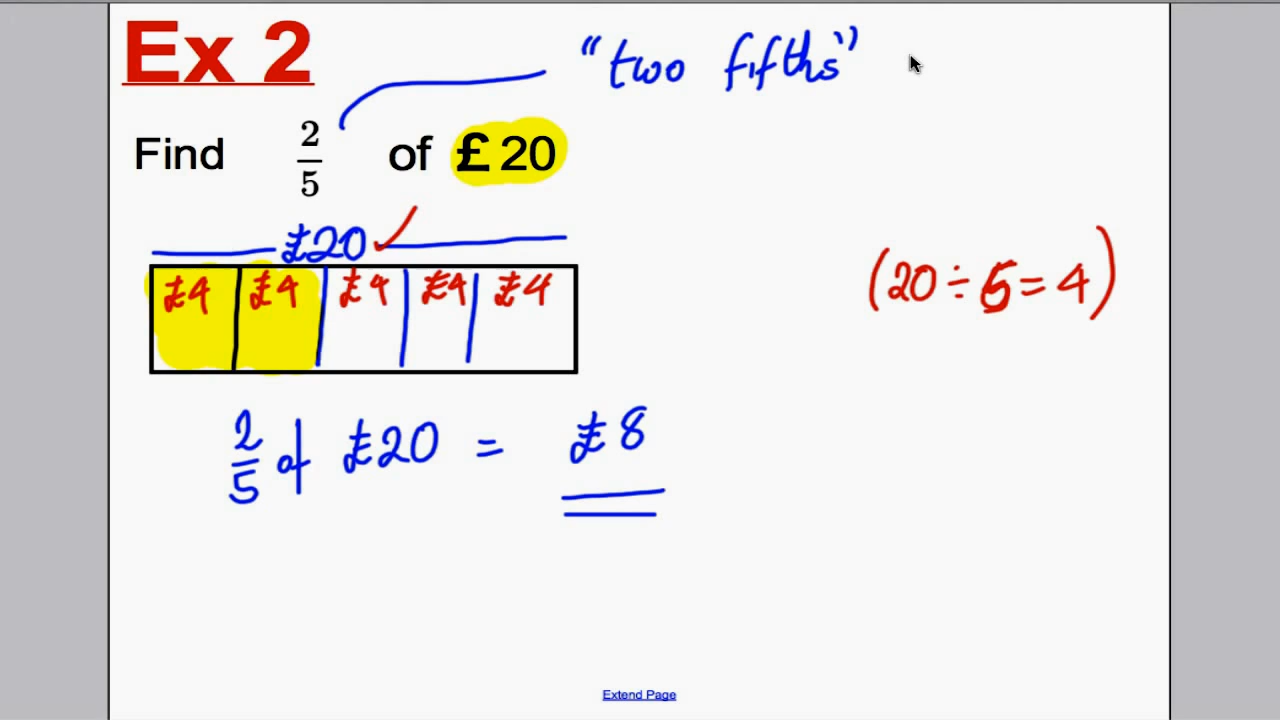 Ex 2
"two fifths"
Find 2/5 of £20
£20
£4 £4 £4 £4 £4
(20 ÷ 5 = 4)
2/5 of £20 = £8
Extend Page